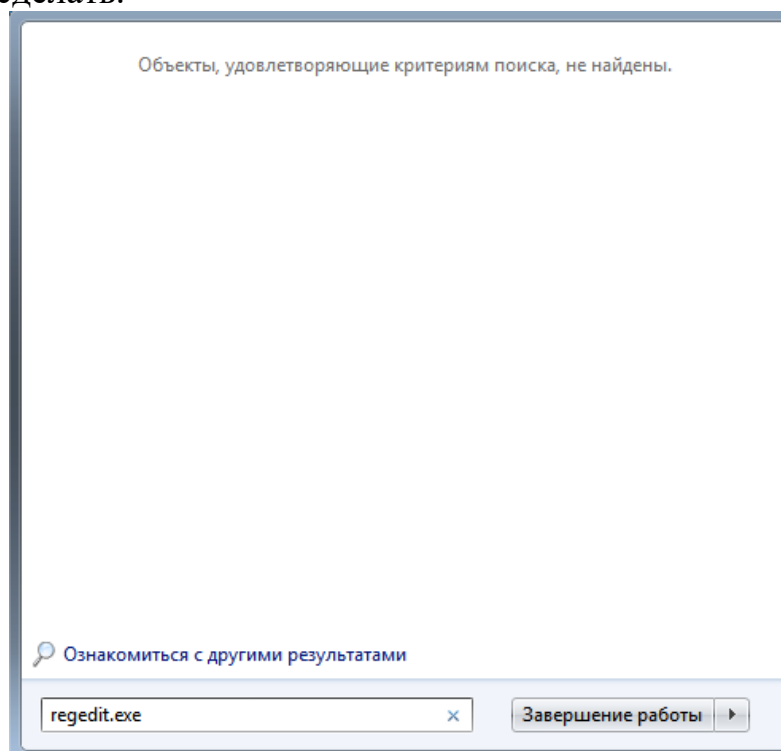 Объекты, удовлетворяющие критериям поиска, не найдены.
Ознакомиться с другими результатами
regedit.exe
Завершение работы